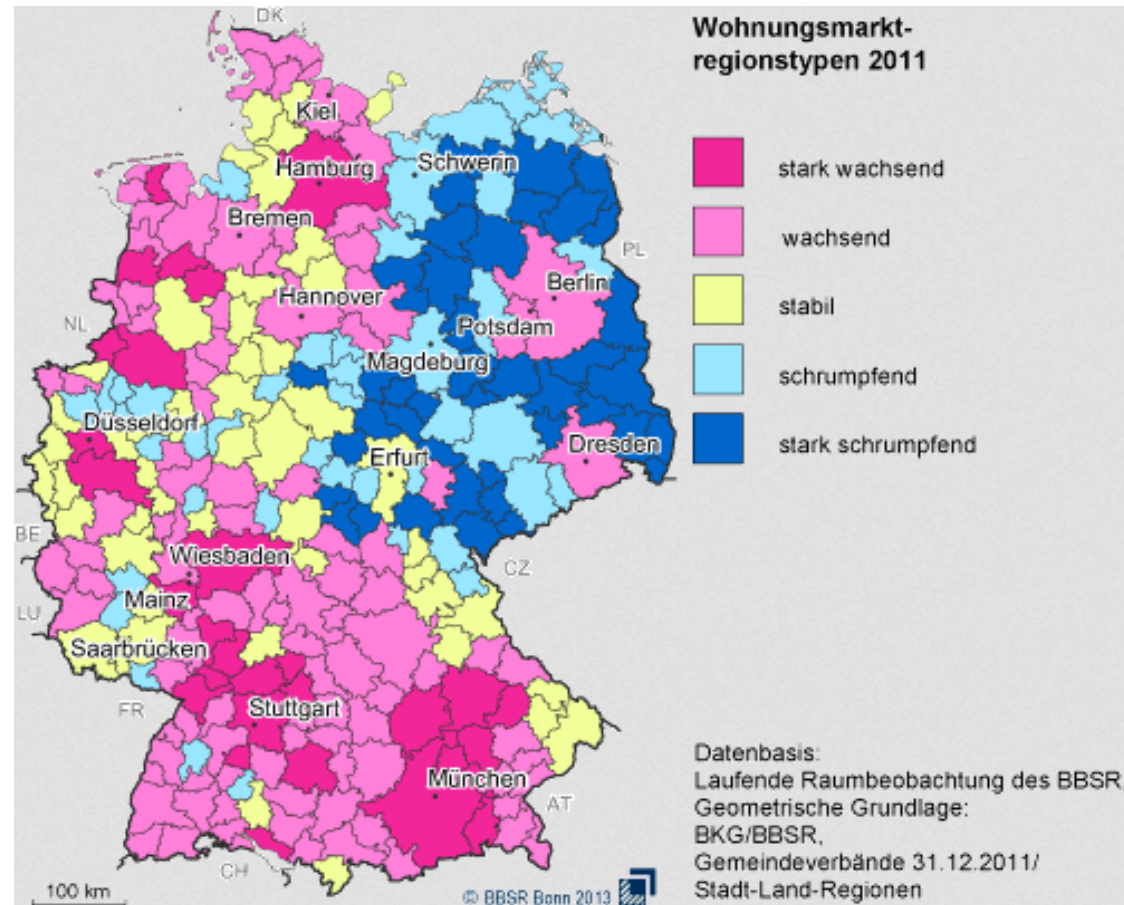 Wohnungsmarkt-
regionstypen 2011
stark wachsend
wachsend
stabil
schrumpfend
stark schrumpfend
DK
Kiel
Schwerin
Hamburg
Bremen
PL
Berlin
Hannover
NL
Potsdam
Magdeburg
Düsseldorf
Dresden
Erfurt
BE
Wiesbaden
CZ
Mainz
LU
Saarbrücken
FR
Stuttgart
München
AT
CH
100 km
© BBSR Bonn 2013
Datenbasis:
Laufende Raumbeobachtung des BBSR,
Geometrische Grundlage:
BKG/BBSR,
Gemeindeverbände 31.12.2011/
Stadt-Land-Regionen